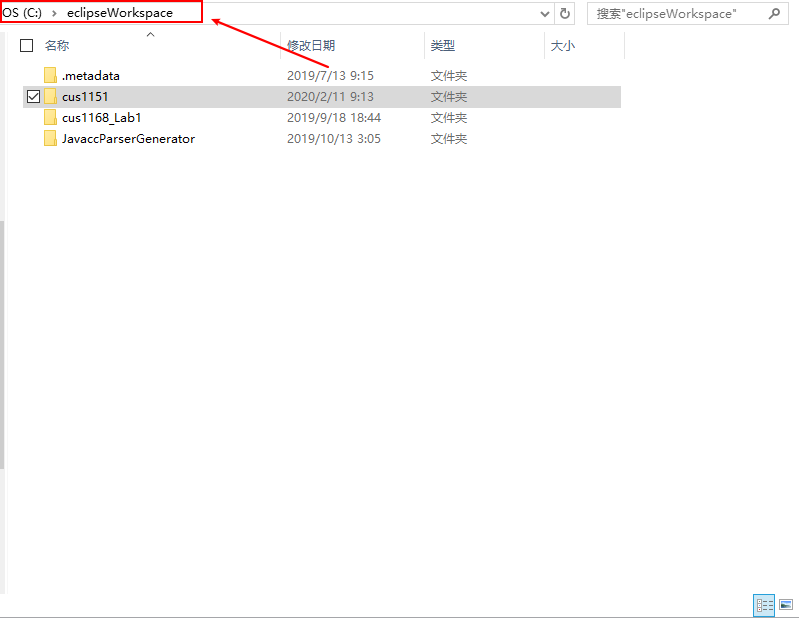 OS (C:) › eclipseWorkspace 搜索"eclipseWorkspace"
名称 修改日期 类型 大小
.metadata 2019/7/13 9:15 文件夹
cus1151 2020/2/11 9:13 文件夹
cus1168_Lab1 2019/9/18 18:44 文件夹
JavaccParserGenerator 2019/10/13 3:05 文件夹